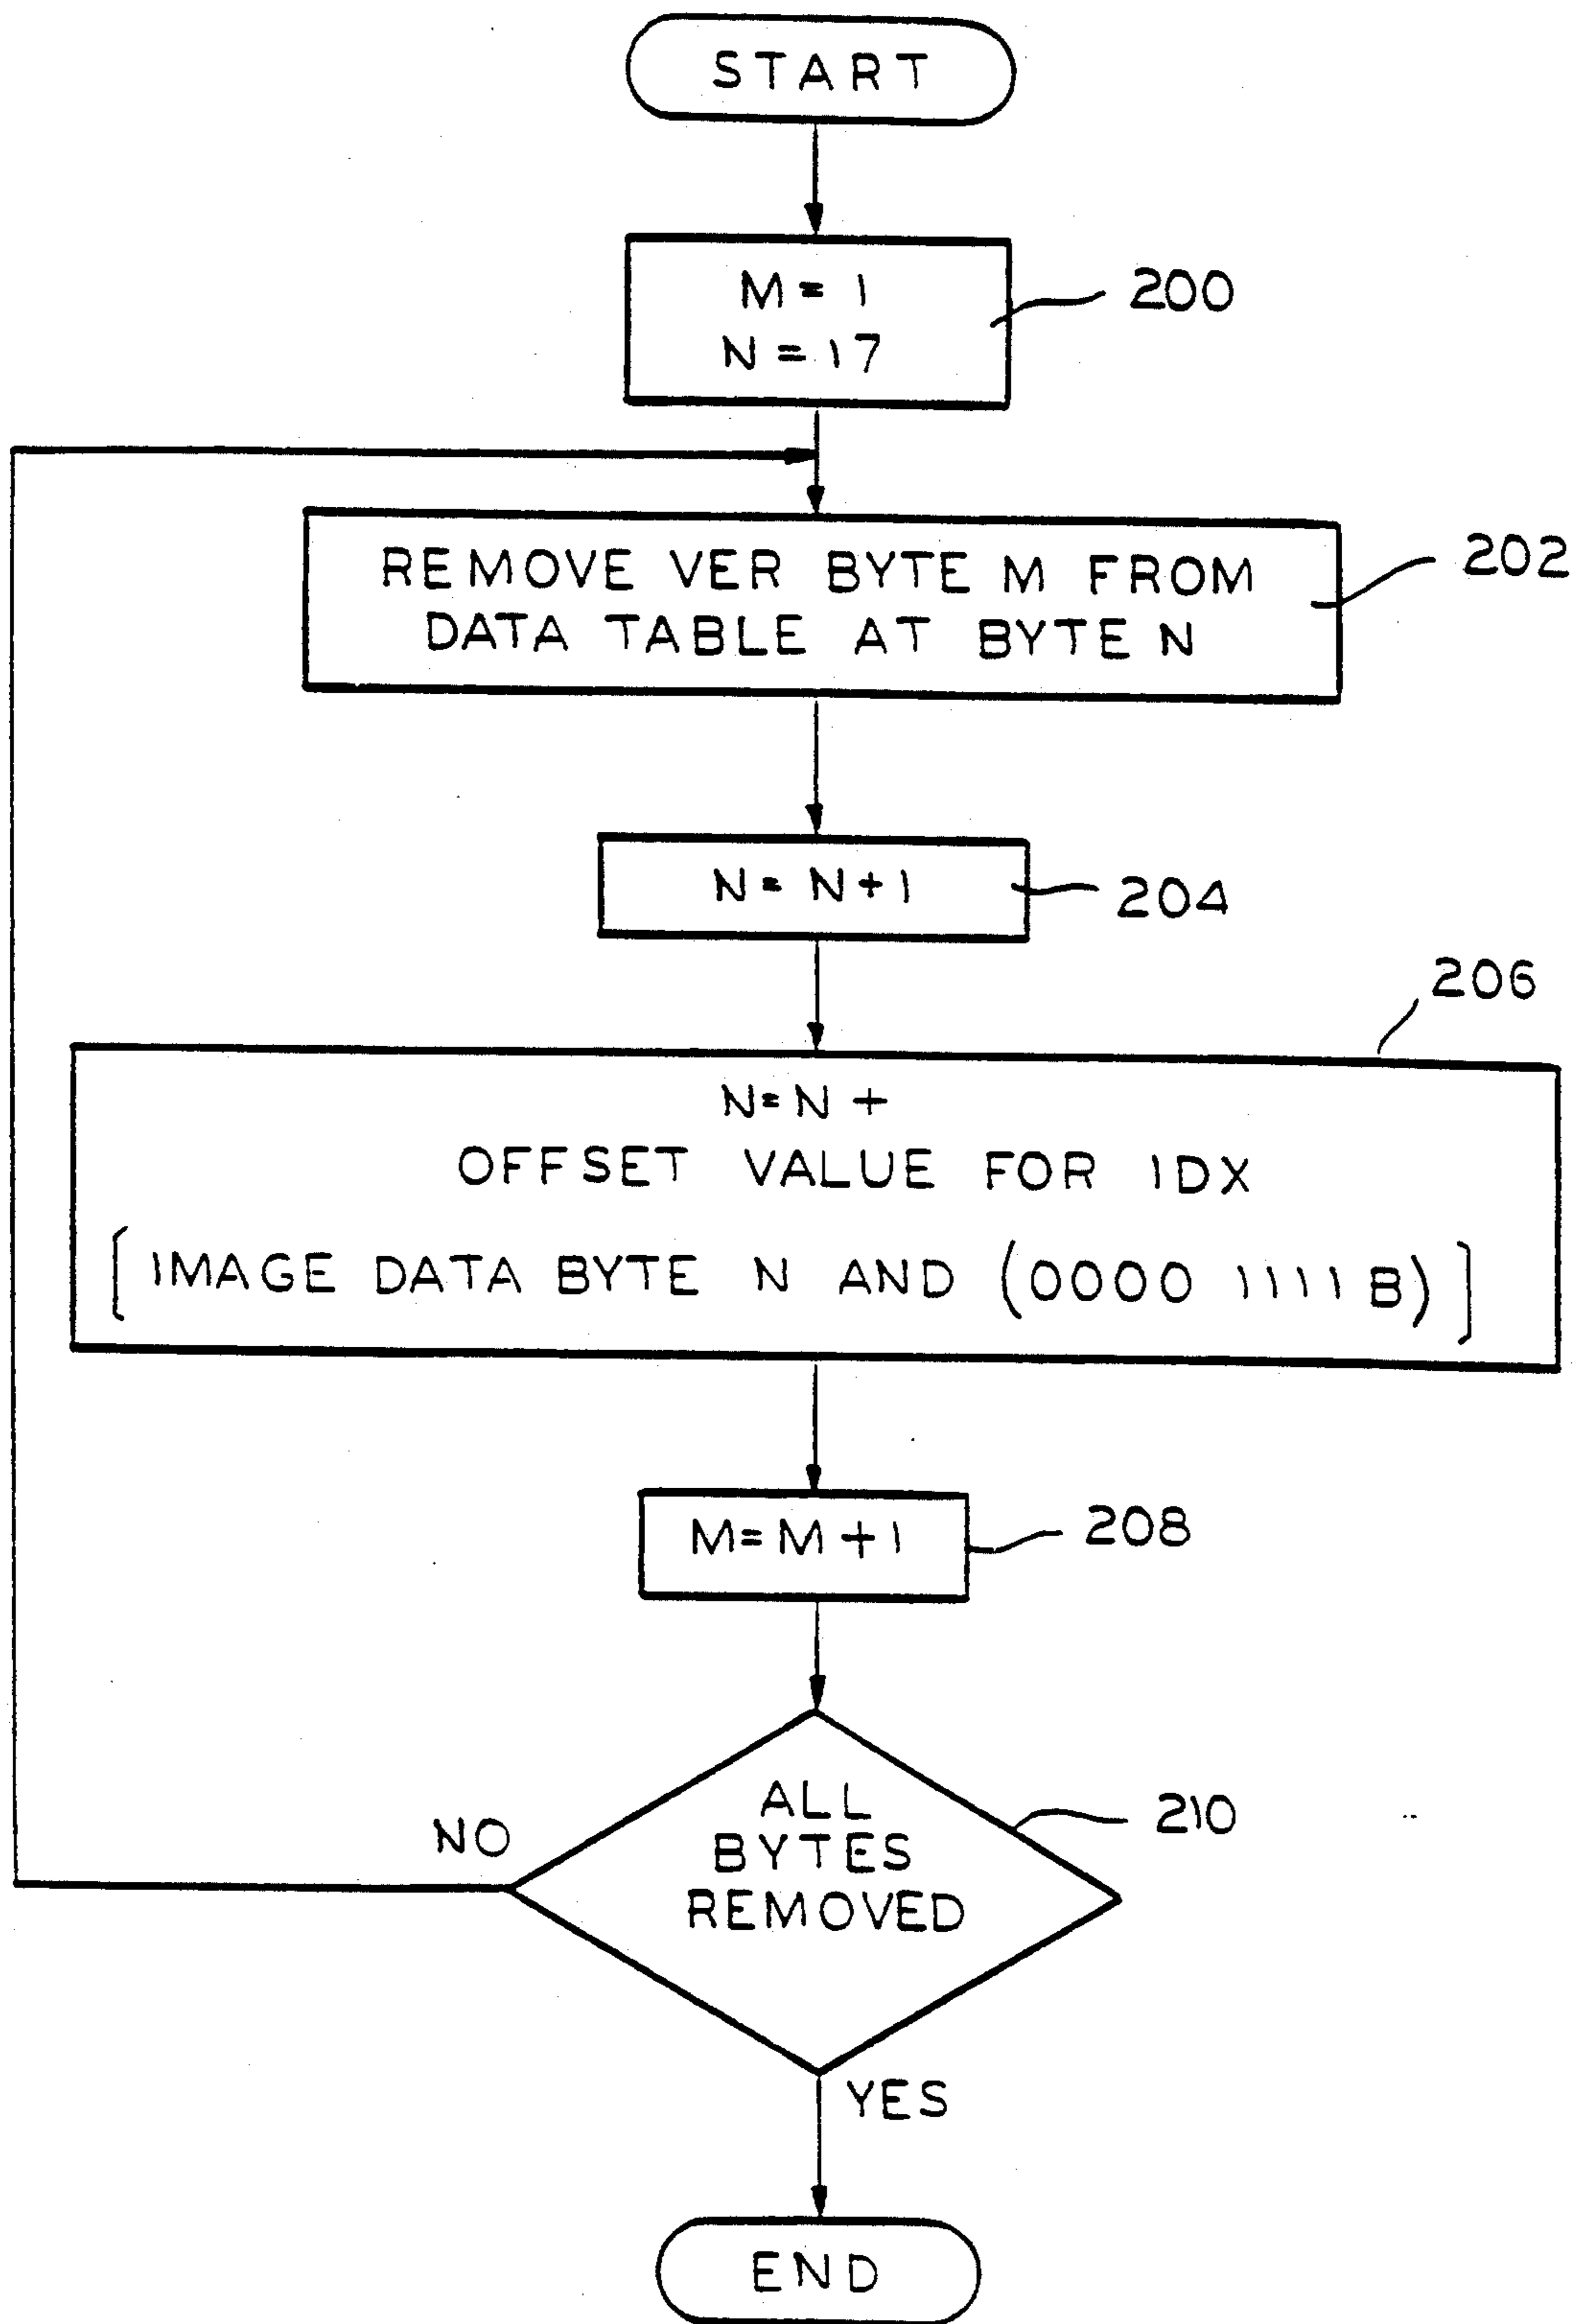 START
M = 1
N = 17
200
REMOVE VER BYTE M FROM
DATA TABLE AT BYTE N
202
N = N + 1
204
206
N = N +
OFFSET VALUE FOR IDX
[IMAGE DATA BYTE N AND (0000 1111 B)]
M = M + 1
208
ALL
BYTES
REMOVED
210
NO
YES
END